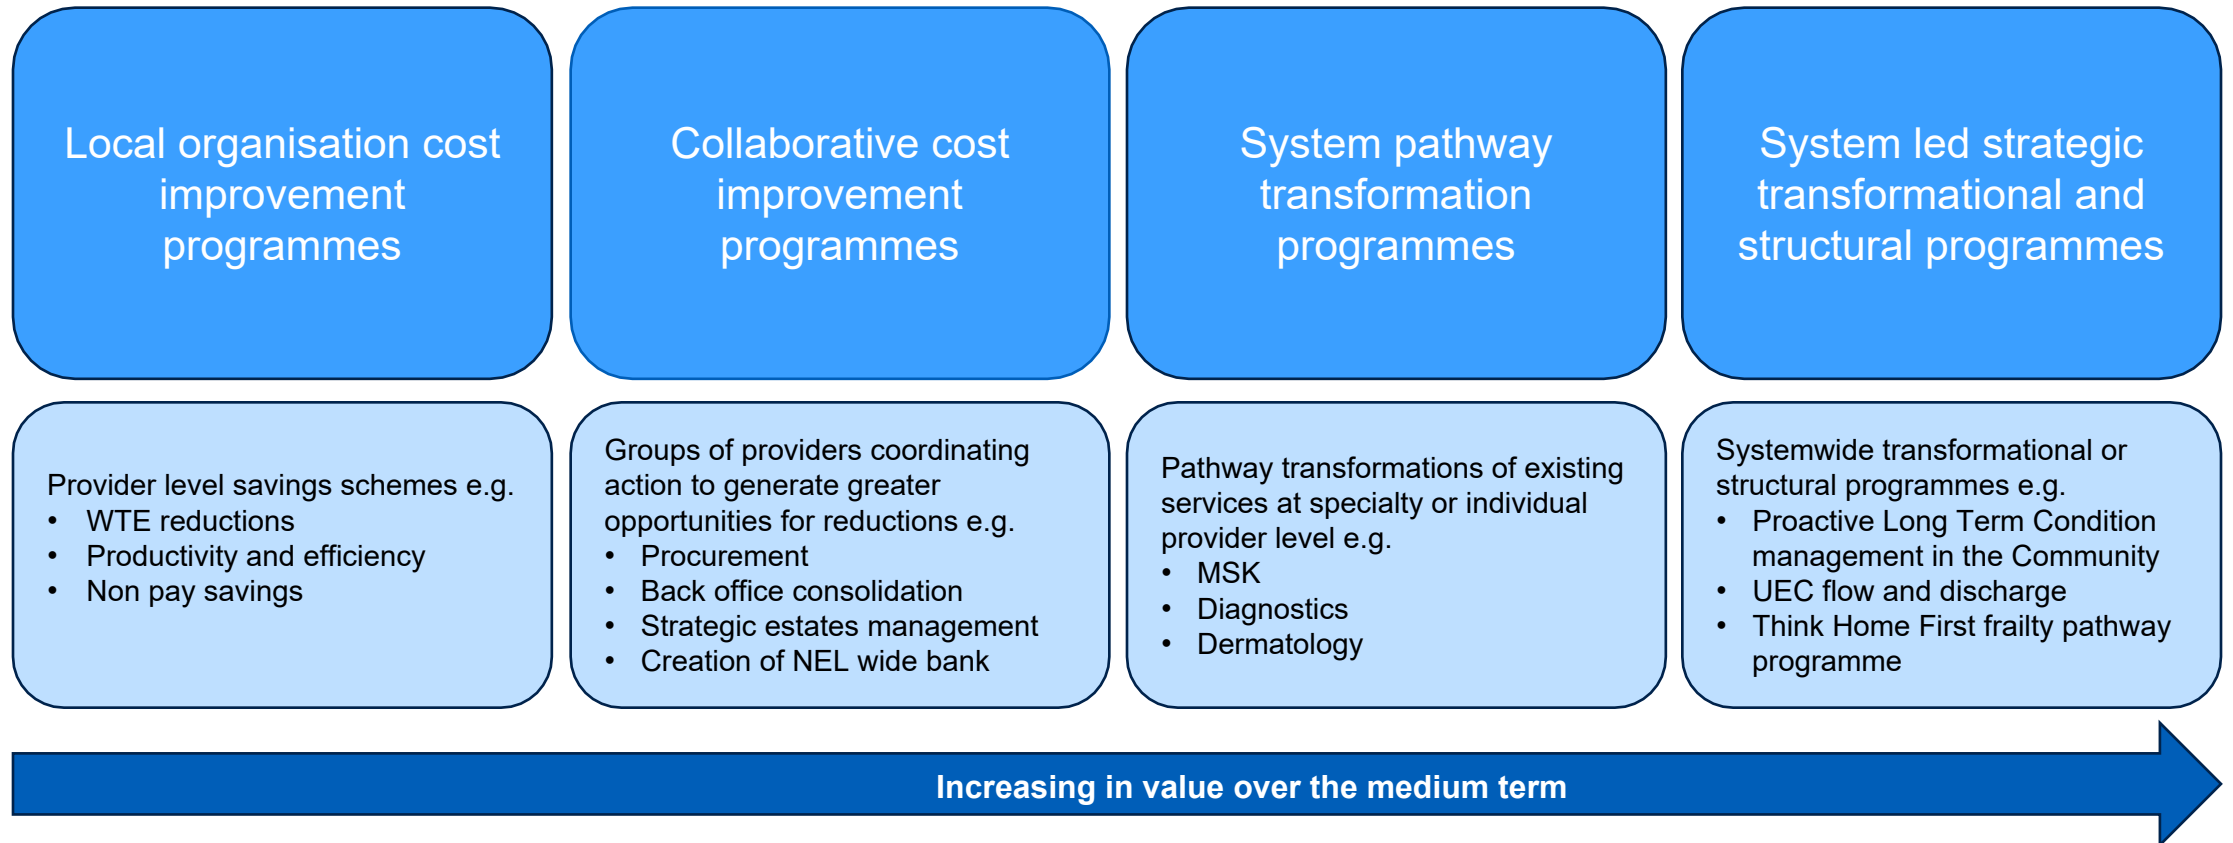 Local organisation cost
improvement
programmes
Collaborative cost
improvement
programmes
System pathway
transformation
programmes
System led strategic
transformational and
structural programmes
Provider level savings schemes e.g.
• WTE reductions
• Productivity and efficiency
• Non pay savings
Groups of providers coordinating
action to generate greater
opportunities for reductions e.g.
• Procurement
• Back office consolidation
• Strategic estates management
• Creation of NEL wide bank
Pathway transformations of existing
services at specialty or individual
provider level e.g.
• MSK
• Diagnostics
• Dermatology
Systemwide transformational or
structural programmes e.g.
• Proactive Long Term Condition
management in the Community
• UEC flow and discharge
• Think Home First frailty pathway
programme
Increasing in value over the medium term